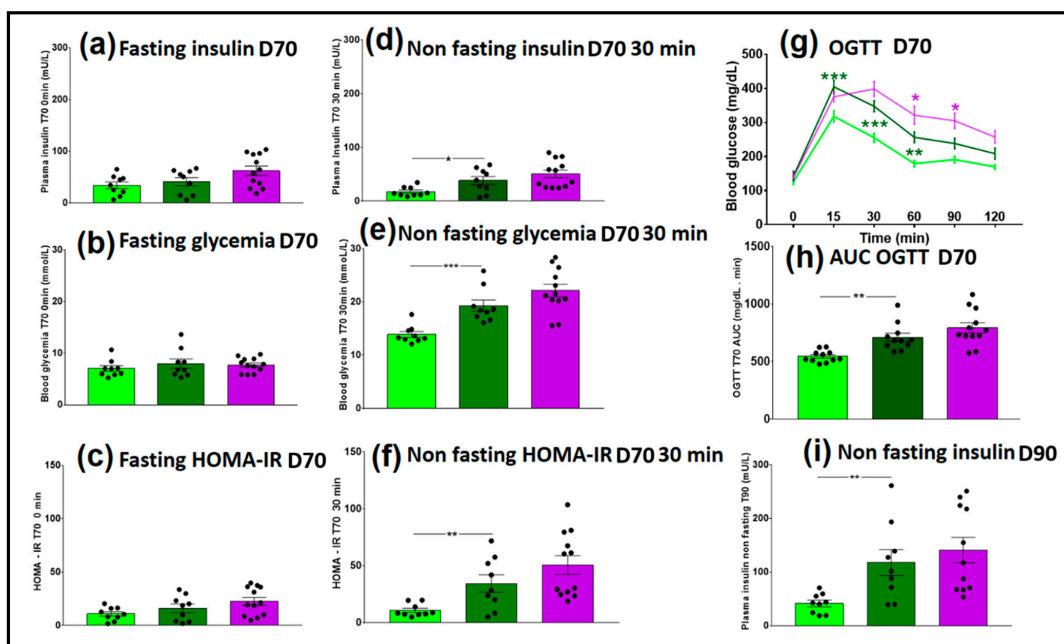 (a) Fasting insulin D70
Plasma insulin T70 0min (mU/L)
300
200
100
0
(d) Non fasting insulin D70 30 min
Plasma insulin T70 30 min (mU/L)
300
200
100
0
*
(g) OGTT D70
Blood glucose (mg/dL)
500
400
300
200
100
0
***
***
**
*
*
0 15 30 60 90 120
Time (min)
(b) Fasting glycemia D70
Blood glycemia T70 0min (mmoL/L)
30
20
10
0
(e) Non fasting glycemia D70 30 min
Blood glycemia T70 30min (mmoL/L)
30
20
10
0
***
(h) AUC OGTT D70
OGTT T70 AUC (mg/dL . min)
1500
1000
500
0
**
(c) Fasting HOMA-IR D70
HOMA - IR T70 0 min
150
100
50
0
(f) Non fasting HOMA-IR D70 30 min
HOMA - IR T70 30 min
150
100
50
0
**
(i) Non fasting insulin D90
Plasma insulin non fasting T90 (mU/L)
300
200
100
0
**